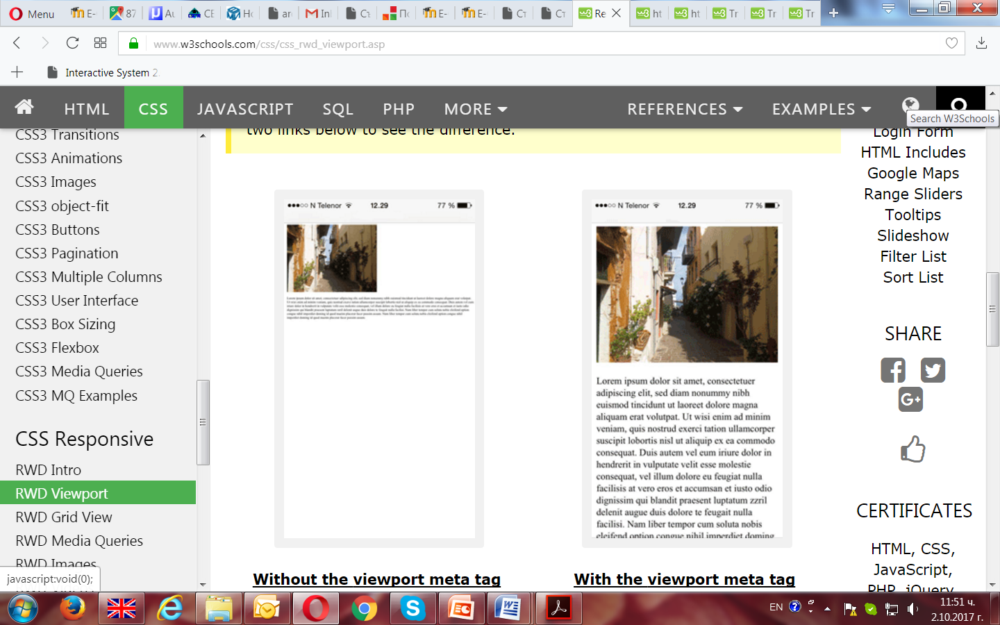 Menu
E-
87
Au
CE
Ho
ar
In
Ст
По
E-
E-
Ст
Ст
Re
ht
ht
Tr
Tr
Tr
www.w3schools.com/css/css_rwd_viewport.asp
Interactive System 2
HTML
CSS
JAVASCRIPT
SQL
PHP
MORE
REFERENCES
EXAMPLES
Search W3Schools
CSS3 Transitions
CSS3 Animations
CSS3 Images
CSS3 object-fit
CSS3 Buttons
CSS3 Pagination
CSS3 Multiple Columns
CSS3 User Interface
CSS3 Box Sizing
CSS3 Flexbox
CSS3 Media Queries
CSS3 MQ Examples
CSS Responsive
RWD Intro
RWD Viewport
RWD Grid View
RWD Media Queries
RWD Images
javascript:void(0);
two links below to see the difference.
N Telenor 12.29 77 %
Without the viewport meta tag
N Telenor 12.29 77 %
Lorem ipsum dolor sit amet, consectetuer
adipiscing elit, sed diam nonummy nibh
euismod tincidunt ut laoreet dolore magna
aliquam erat volutpat. Ut wisi enim ad minim
veniam, quis nostrud exerci tation ullamcorper
suscipit lobortis nisl ut aliquip ex ea commodo
consequat. Duis autem vel eum iriure dolor in
hendrerit in vulputate velit esse molestie
consequat, vel illum dolore eu feugiat nulla
facilisis at vero eros et accumsan et iusto odio
dignissim qui blandit praesent luptatum zzril
delenit augue duis dolore te feugait nulla
facilisi. Nam liber tempor cum soluta nobis
eleifend option congue nihil imperdiet doming
With the viewport meta tag
Login Form
HTML Includes
Google Maps
Range Sliders
Tooltips
Slideshow
Filter List
Sort List
SHARE
CERTIFICATES
HTML, CSS,
JavaScript,
PHP, jQuery,
EN
11:51 ч.
2.10.2017 г.